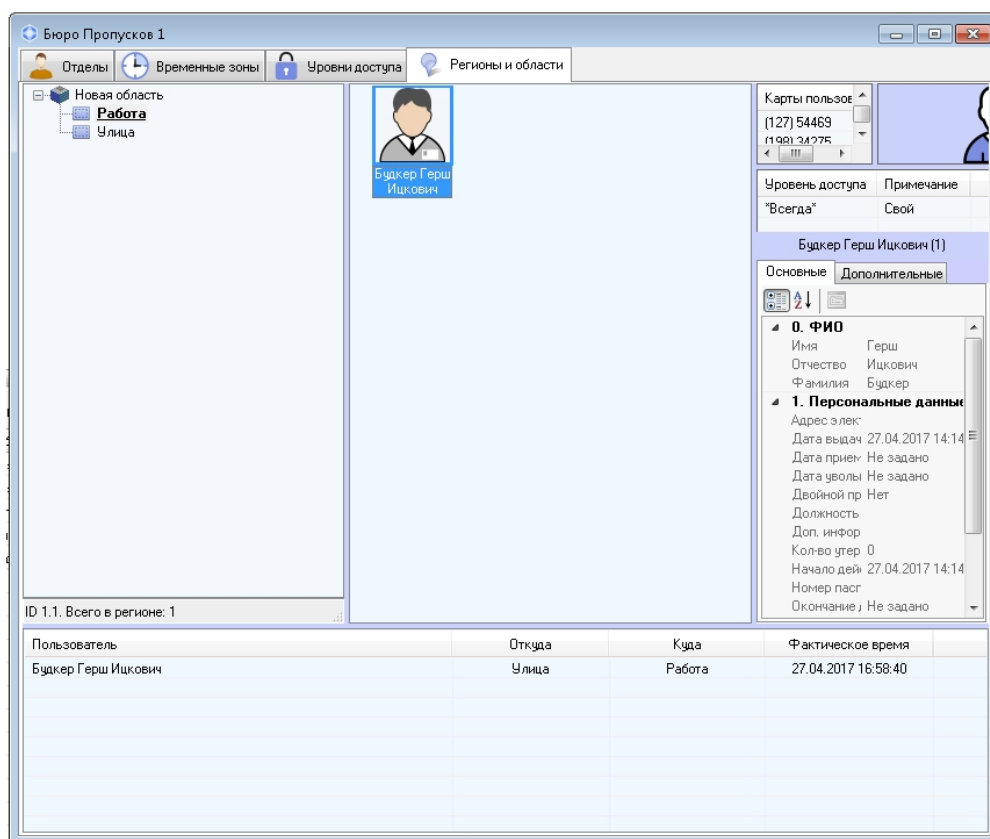 Бюро Пропусков 1
Отделы Временные зоны Уровни доступа Регионы и области
Новая область
Работа
Улица
Будкер Герш
Ицкович
Карты пользов
(127) 54469
(198) 34275
Уровень доступа Примечание
*Всегда* Свой
Будкер Герш Ицкович (1)
Основные Дополнительные
0. ФИО
Имя Герш
Отчество Ицкович
Фамилия Будкер
1. Персональные данные
Адрес элек
Дата выдач 27.04.2017 14:14
Дата прием Не задано
Дата уволь Не задано
Двойной пр Нет
Должность
Доп. инфор
Кол-во утер 0
Начало дей 27.04.2017 14:14
Номер пасп
Окончание Не задано
ID 1.1. Всего в регионе: 1
Пользователь Откуда Куда Фактическое время
Будкер Герш Ицкович Улица Работа 27.04.2017 16:58:40